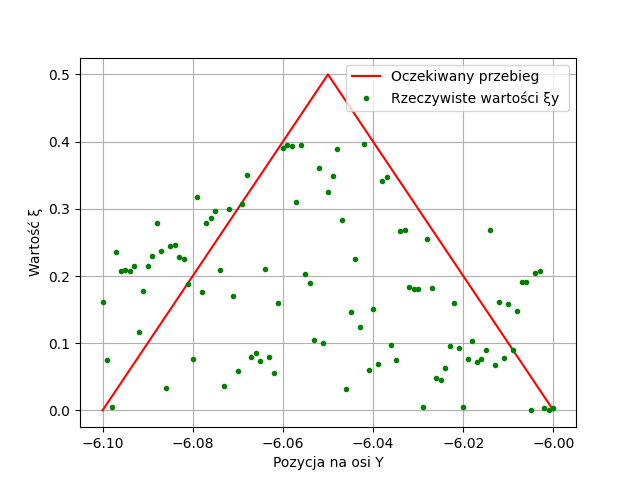 Oczekiwany przebieg
Rzeczywiste wartości ξy
0.5
0.4
0.3
0.2
0.1
0.0
Wartość ξ
−6.10 −6.08 −6.06 −6.04 −6.02 −6.00
Pozycja na osi Y